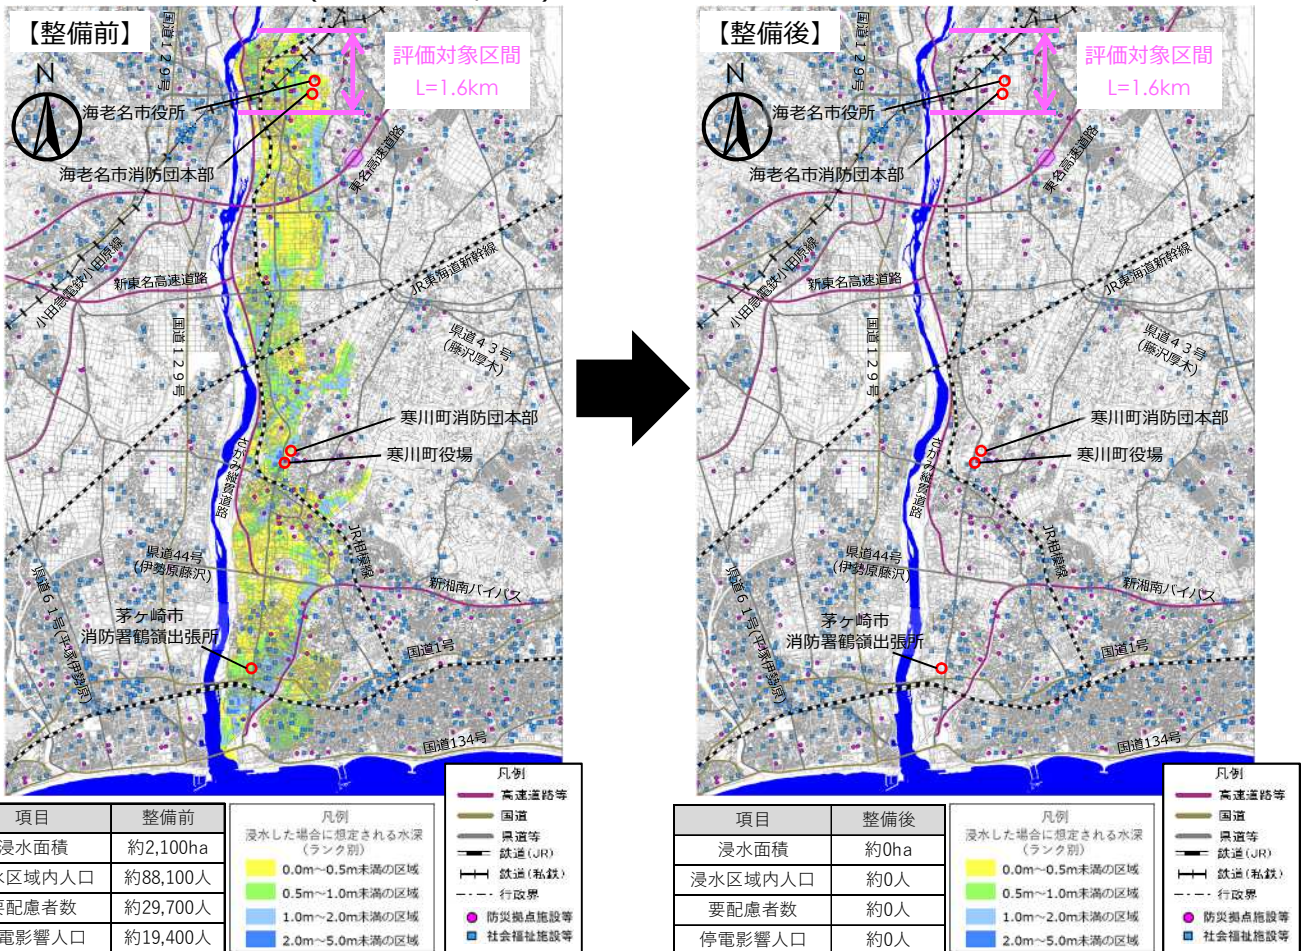 【整備前】
国道129号
評価対象区間
L=1.6km
N
海老名市役所
海老名市消防団本部
東名高速道路
小田急電鉄小田原線
新東名高速道路
JR東海道新幹線
国道129号
県道43号
(藤沢厚木)
寒川町消防団本部
寒川町役場
さがみ縦貫道路
県道44号
(伊勢原藤沢)
JR相模線
新湘南バイパス
県道61号(平塚伊勢原)
茅ヶ崎市
消防署鶴嶺出張所
国道1号
国道134号
項目 整備前
浸水面積 約2,100ha
区域内人口 約88,100人
要配慮者数 約29,700人
電影響人口 約19,400人
凡例
浸水した場合に想定される水深
(ランク別)
0.0m~0.5m未満の区域
0.5m~1.0m未満の区域
1.0m~2.0m未満の区域
2.0m~5.0m未満の区域
凡例
高速道路等
国道
県道等
鉄道(JR)
鉄道(私鉄)
行政界
防災拠点施設等
社会福祉施設等
【整備後】
国道129号
評価対象区間
L=1.6km
N
海老名市役所
海老名市消防団本部
東名高速道路
小田急電鉄小田原線
新東名高速道路
JR東海道新幹線
国道129号
県道43号
(藤沢厚木)
寒川町消防団本部
寒川町役場
さがみ縦貫道路
県道44号
(伊勢原藤沢)
JR相模線
新湘南バイパス
県道61号(平塚伊勢原)
茅ヶ崎市
消防署鶴嶺出張所
国道1号
国道134号
項目 整備後
浸水面積 約0ha
浸水区域内人口 約0人
要配慮者数 約0人
停電影響人口 約0人
凡例
浸水した場合に想定される水深
(ランク別)
0.0m~0.5m未満の区域
0.5m~1.0m未満の区域
1.0m~2.0m未満の区域
2.0m~5.0m未満の区域
凡例
高速道路等
国道
県道等
鉄道(JR)
鉄道(私鉄)
行政界
防災拠点施設等
社会福祉施設等